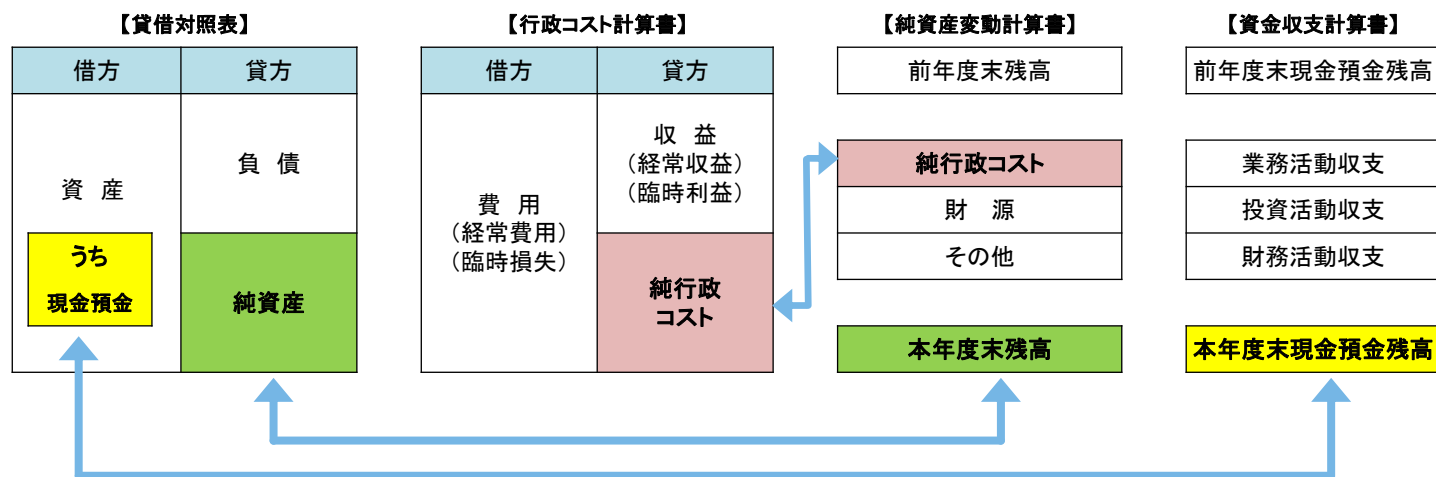 【貸借対照表】
借方
貸方
資 産
うち
現金預金
負 債
純資産
【行政コスト計算書】
借方
貸方
費 用
(経常費用)
(臨時損失)
収 益
(経常収益)
(臨時利益)
純行政
コスト
【純資産変動計算書】
前年度末残高
純行政コスト
財 源
その他
本年度末残高
【資金収支計算書】
前年度末現金預金残高
業務活動収支
投資活動収支
財務活動収支
本年度末現金預金残高